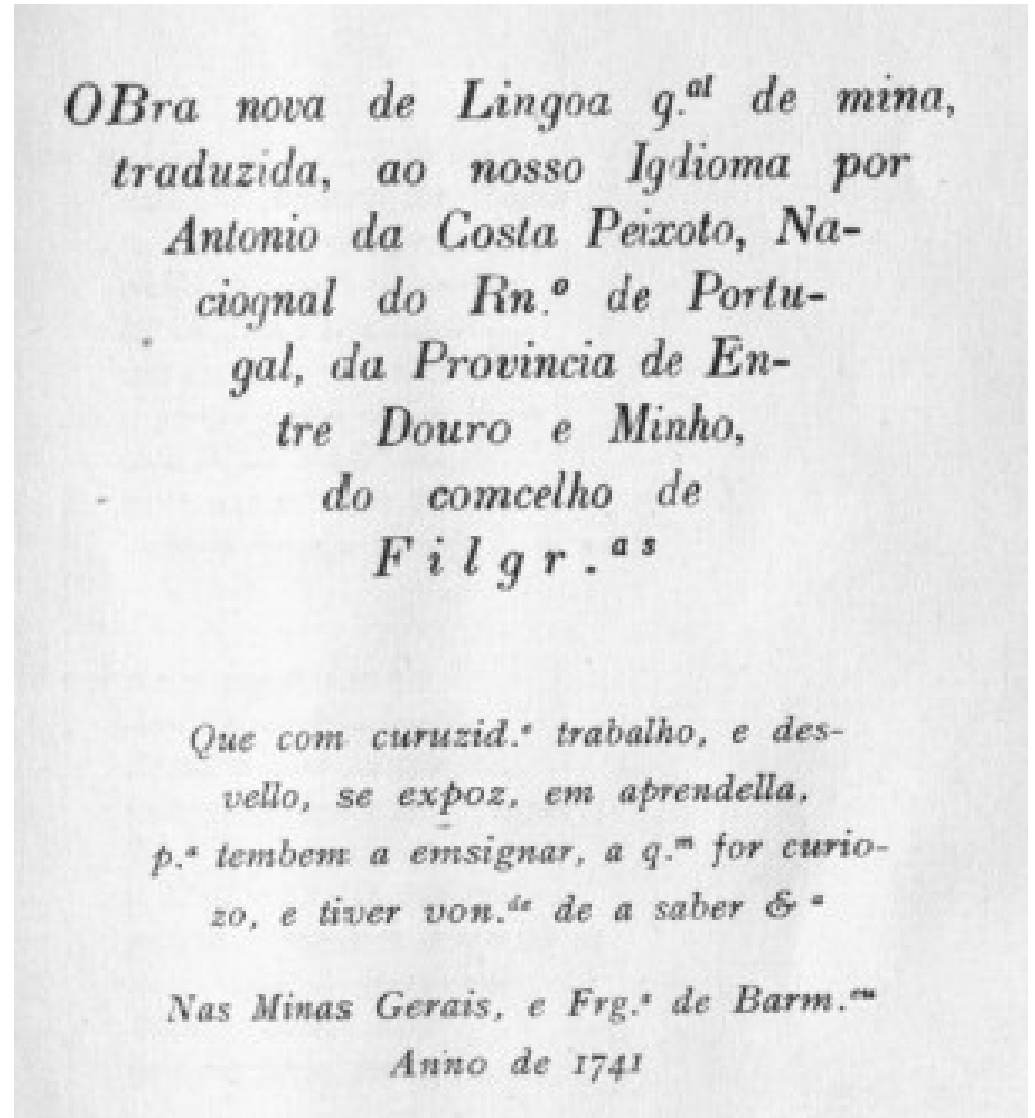 OBra nova de Lingoa g.ᵃˡ de mina,
traduzida, ao nosso Igdioma por
Antonio da Costa Peixoto, Na-
ciognal do Rn.º de Portu-
gal, da Provincia de En-
tre Douro e Minho,
do comcelho de
Filgr.ᵃˢ
Que com curuzid.ᵉ trabalho, e des-
vello, se expoz, em aprendella,
p.ᵃ tembem a emsignar, a q.ᵐ for curio-
zo, e tiver von.ᵈᵉ de a saber & ᵃ
Nas Minas Gerais, e Frg.ᵃ de Barm.ᵉᵘ
Anno de 1741